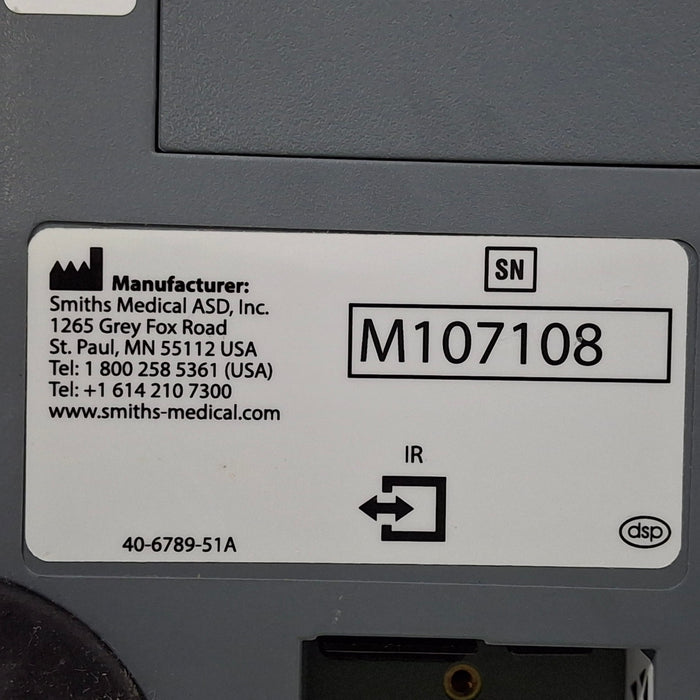 Manufacturer:
Smiths Medical ASD, Inc.
1265 Grey Fox Road
St. Paul, MN 55112 USA
Tel: 1 800 258 5361 (USA)
Tel: +1 614 210 7300
www.smiths-medical.com
SN
M107108
IR
40-6789-51A
dsp